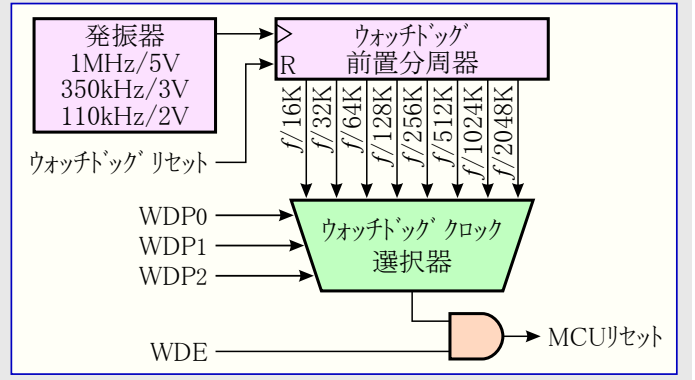 発振器
1MHz/5V
350kHz/3V
110kHz/2V
ウォッチドッグ
前置分周器
R
f/16K
f/32K
f/64K
f/128K
f/256K
f/512K
f/1024K
f/2048K
ウォッチドッグ リセット
WDP0
WDP1
WDP2
ウォッチドッグ クロック
選択器
WDE
MCUリセット